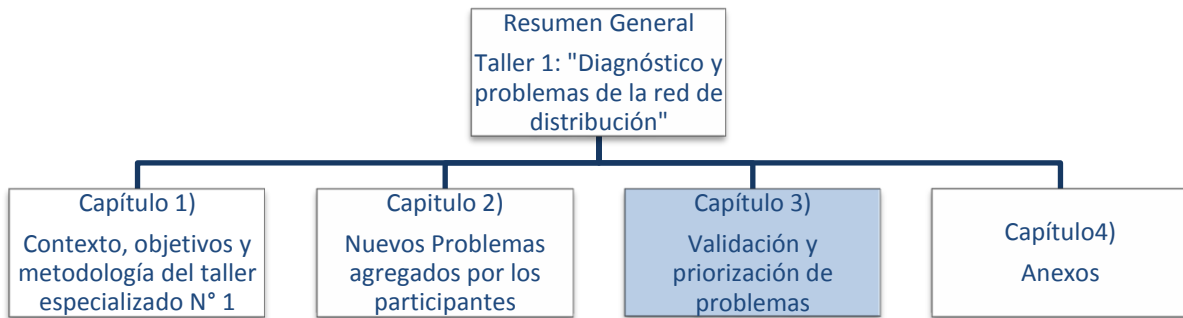 Resumen General
Taller 1: "Diagnóstico y
problemas de la red de
distribución"
Capítulo 1)
Contexto, objetivos y
metodología del taller
especializado N° 1
Capitulo 2)
Nuevos Problemas
agregados por los
participantes
Capítulo 3)
Validación y
priorización de
problemas
Capítulo4)
Anexos